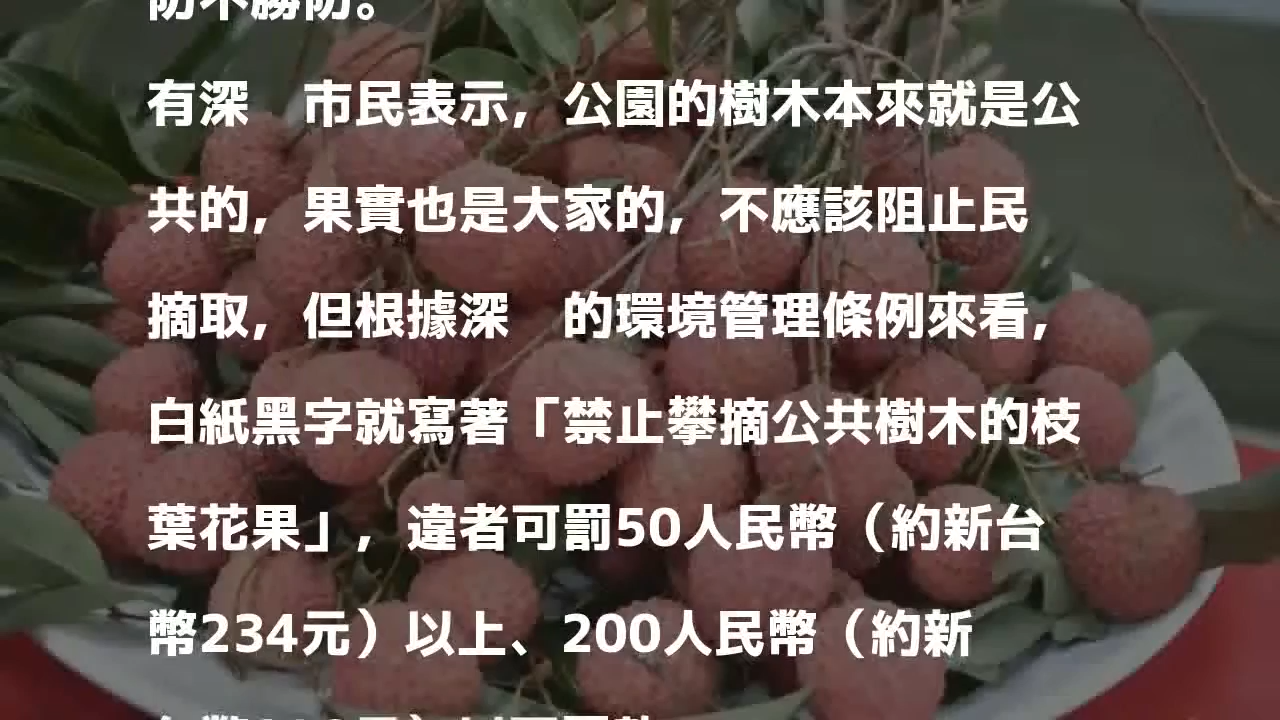 防不勝防。
有深　市民表示，公園的樹木本來就是公
共的，果實也是大家的，不應該阻止民
摘取，但根據深　的環境管理條例來看，
白紙黑字就寫著「禁止攀摘公共樹木的枝
葉花果」，違者可罰50人民幣（約新台
幣234元）以上、200人民幣（約新